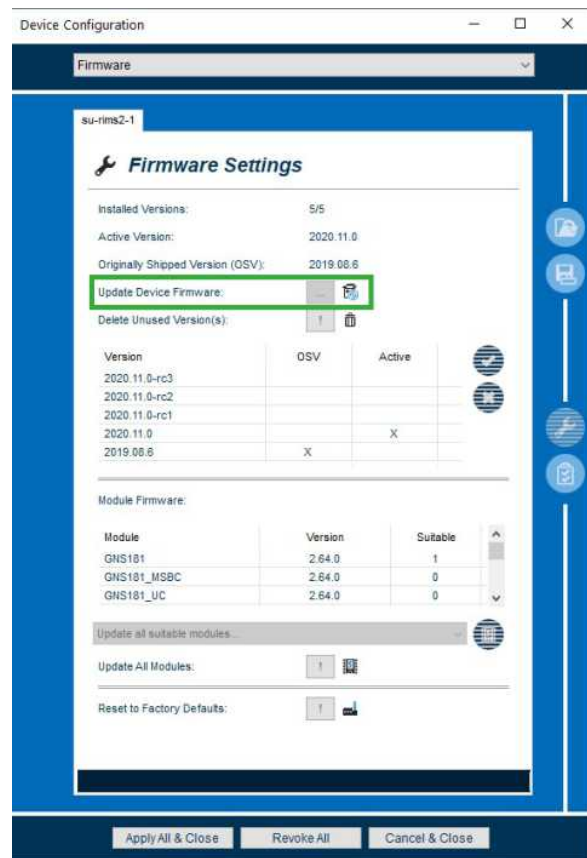 Device Configuration
Firmware
su-rims2-1
Firmware Settings
Installed Versions: 5/5
Active Version: 2020.11.0
Originally Shipped Version (OSV): 2019.08.6
Update Device Firmware: ...
Delete Unused Version(s): !
Version OSV Active
2020.11.0-rc3
2020.11.0-rc2
2020.11.0-rc1
2020.11.0 X
2019.08.6 X
Module Firmware:
Module Version Suitable
GNS181 2.64.0 1
GNS181_MSBC 2.64.0 0
GNS181_UC 2.64.0 0
Update all suitable modules...
Update All Modules: !
Reset to Factory Defaults: !
Apply All & Close Revoke All Cancel & Close